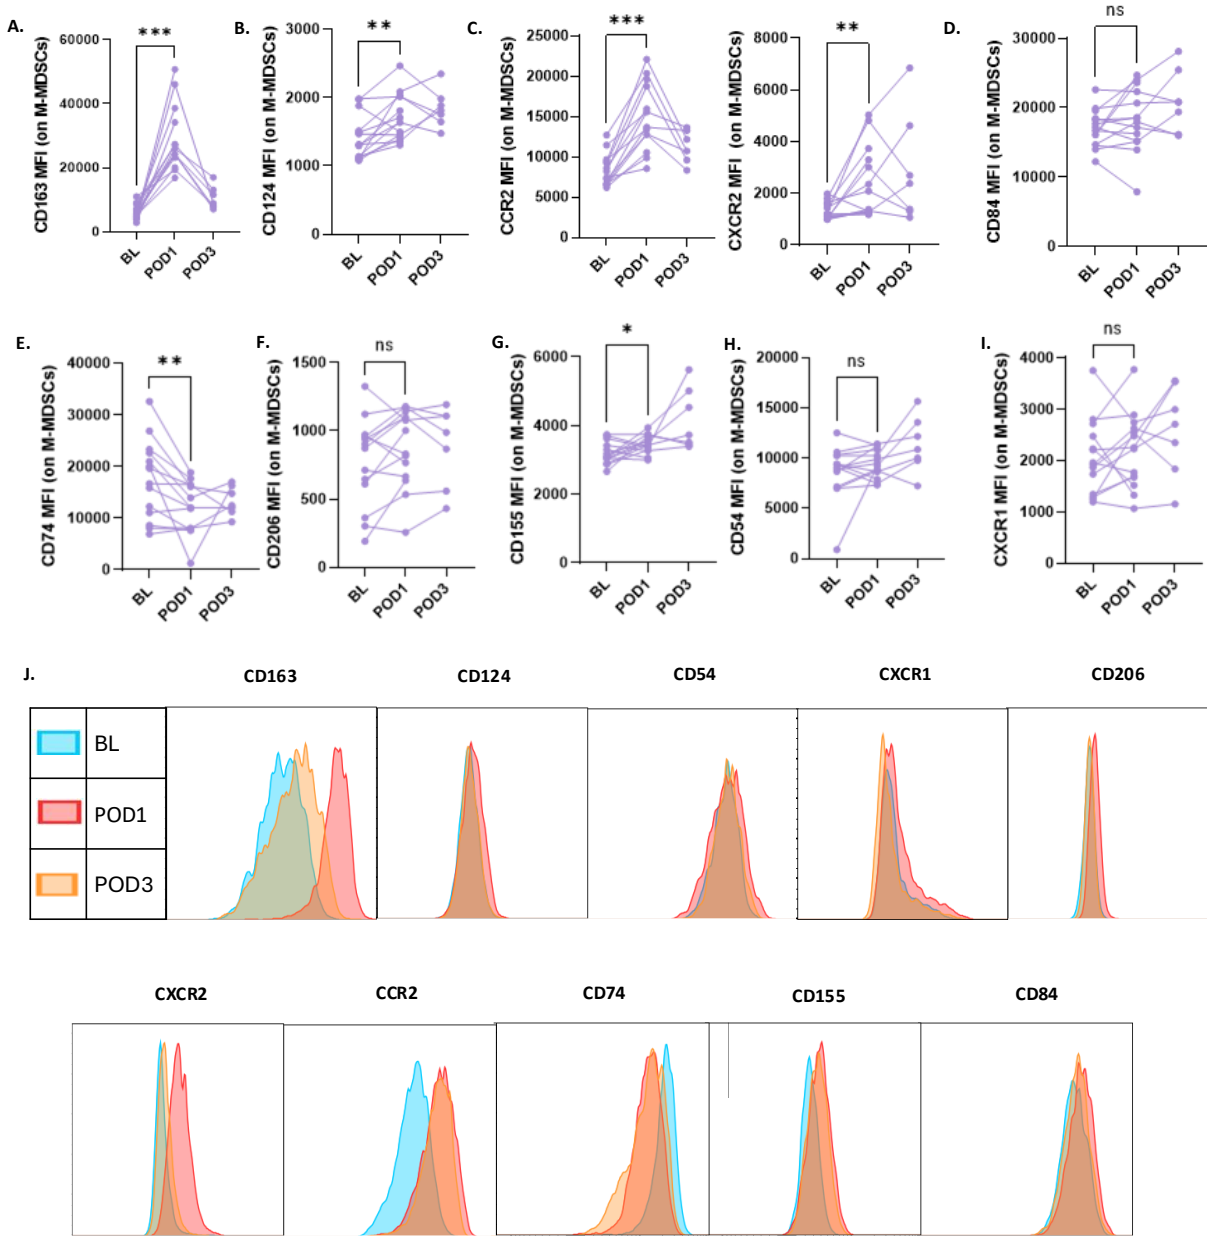 A.
***
CD163 MFI (on M-MDSCs)
60000
40000
20000
0
BL
POD1
POD3
B.
**
CD124 MFI (on M-MDSCs)
3000
2000
1000
0
BL
POD1
POD3
C.
***
CCR2 MFI (on M-MDSCs)
25000
20000
15000
10000
5000
0
BL
POD1
POD3
**
CXCR2 MFI (on M-MDSCs)
8000
6000
4000
2000
0
BL
POD1
POD3
D.
ns
CD84 MFI (on M-MDSCs)
30000
20000
10000
0
BL
POD1
POD3
E.
**
CD74 MFI (on M-MDSCs)
40000
30000
20000
10000
0
BL
POD1
POD3
F.
ns
CD206 MFI (on M-MDSCs)
1500
1000
500
0
BL
POD1
POD3
G.
*
CD155 MFI (on M-MDSCs)
6000
4000
2000
0
BL
POD1
POD3
H.
ns
CD54 MFI (on M-MDSCs)
20000
15000
10000
5000
0
BL
POD1
POD3
I.
ns
CXCR1 MFI (on M-MDSCs)
4000
3000
2000
1000
0
BL
POD1
POD3
J.
BL
POD1
POD3
CD163
CD124
CD54
CXCR1
CD206
CXCR2
CCR2
CD74
CD155
CD84